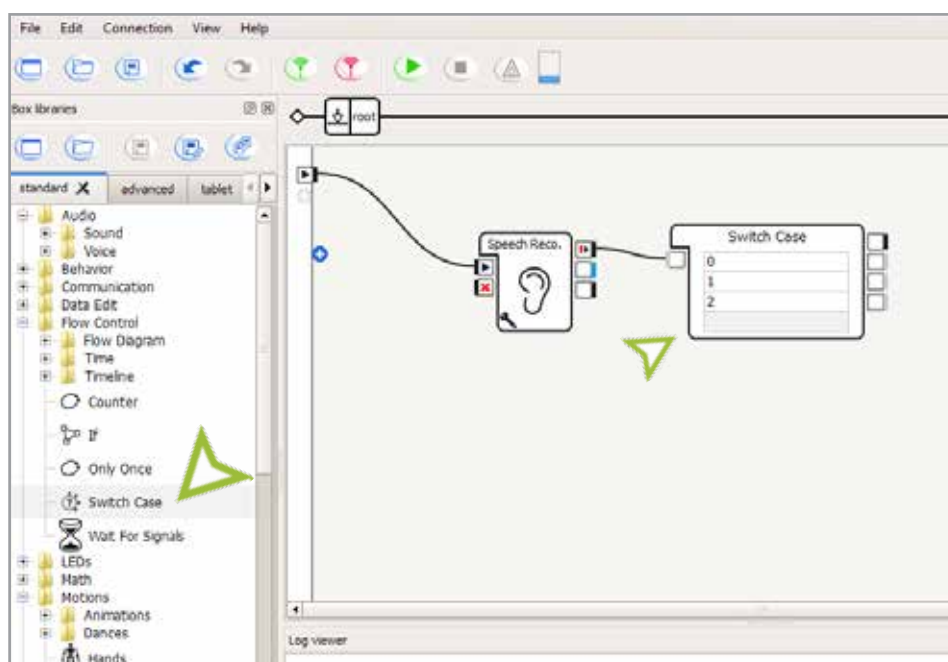 File Edit Connection View Help
Box libraries
root
standard advanced tablet
Audio
Sound
Voice
Behavior
Communication
Data Edit
Flow Control
Flow Diagram
Time
Timeline
Counter
If
Only Once
Switch Case
Wait For Signals
LEDs
Math
Motions
Animations
Dances
Hands
Speech Reco.
Switch Case
0
1
2
Log viewer